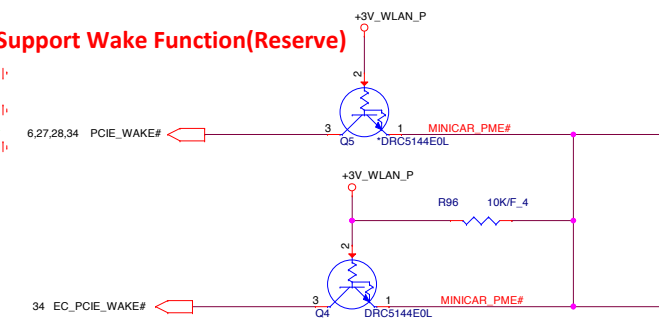 +3V_WLAN_P
Support Wake Function(Reserve)
2
6,27,28,34 PCIE_WAKE#
3
1
MINICAR_PME#
Q5
*DRC5144E0L
+3V_WLAN_P
R96
10K/F_4
2
34 EC_PCIE_WAKE#
3
1
MINICAR_PME#
Q4
DRC5144E0L